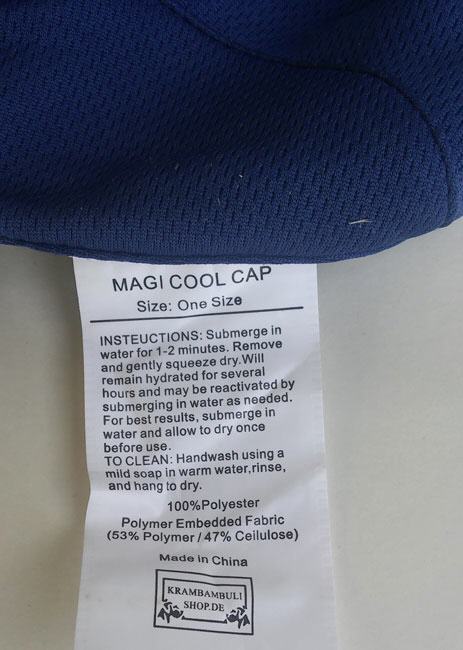 MAGI COOL CAP
Size: One Size
INSTEUCTIONS: Submerge in
water for 1-2 minutes. Remove
and gently squeeze dry.Will
remain hydrated for several
hours and may be reactivated by
submerging in water as needed.
For best results, submerge in
water and allow to dry once
before use.
TO CLEAN: Handwash using a
mild soap in warm water,rinse,
and hang to dry.
100%Polyester
Polymer Embedded Fabric
(53% Polymer / 47% Ceilulose)
Made in China
KRAMBAMBULI
SHOP.DE